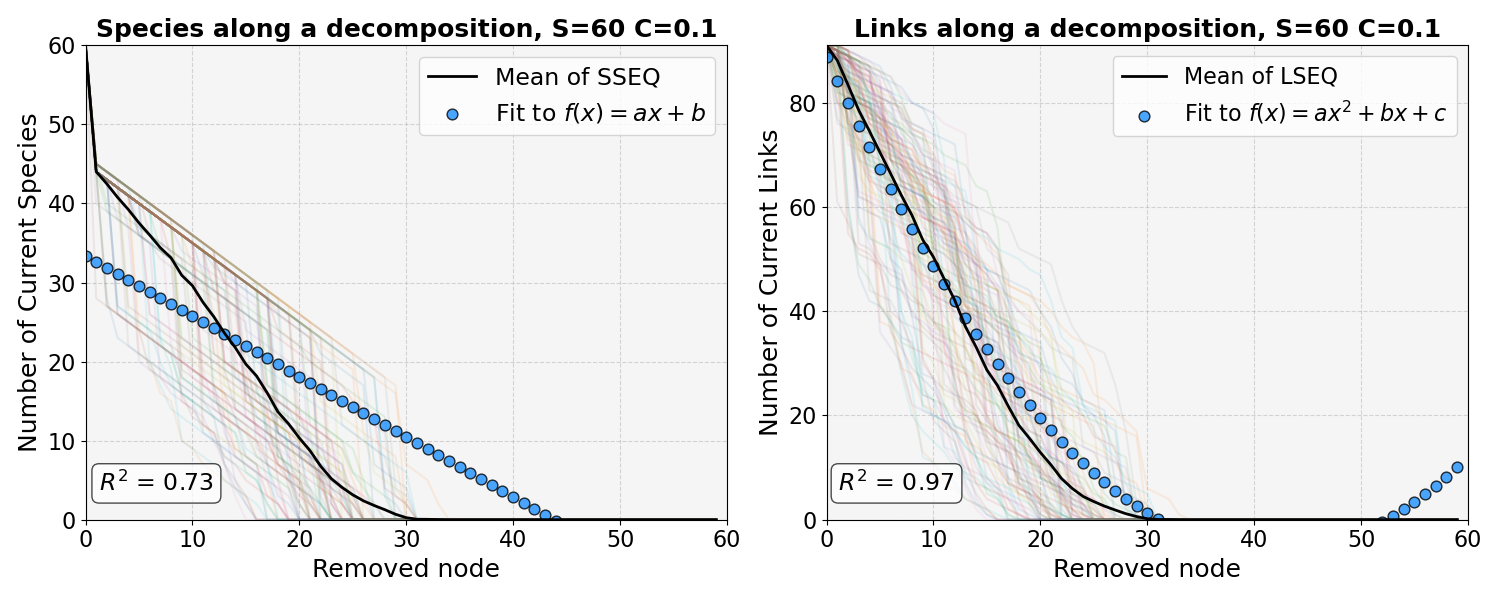 Species along a decomposition, S=60 C=0.1
60
50
40
30
20
10
0
Number of Current Species
Mean of SSEQ
Fit to f(x) = ax + b
R² = 0.73
0 10 20 30 40 50 60
Removed node
Links along a decomposition, S=60 C=0.1
80
60
40
20
0
Number of Current Links
Mean of LSEQ
Fit to f(x) = ax² + bx + c
R² = 0.97
0 10 20 30 40 50 60
Removed node